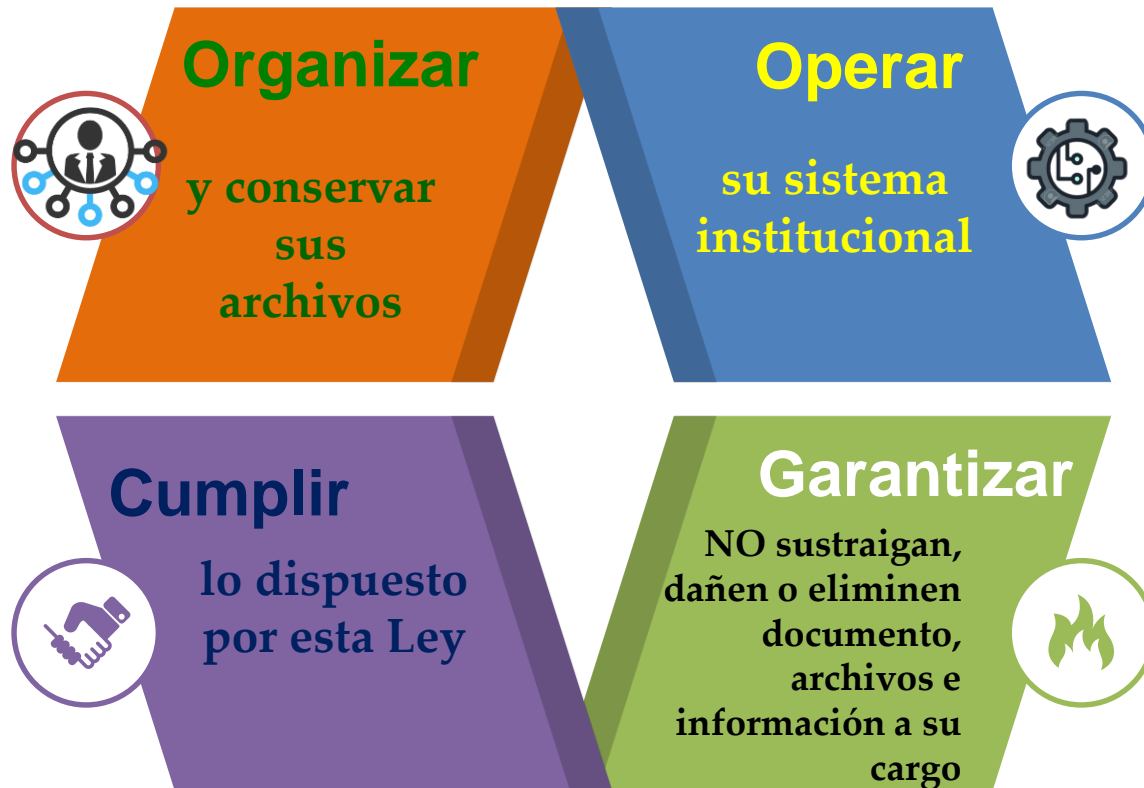 Organizar
y conservar
sus
archivos
Operar
su sistema
institucional
Cumplir
lo dispuesto
por esta Ley
Garantizar
NO sustraigan,
dañen o eliminen
documento,
archivos e
información a su
cargo